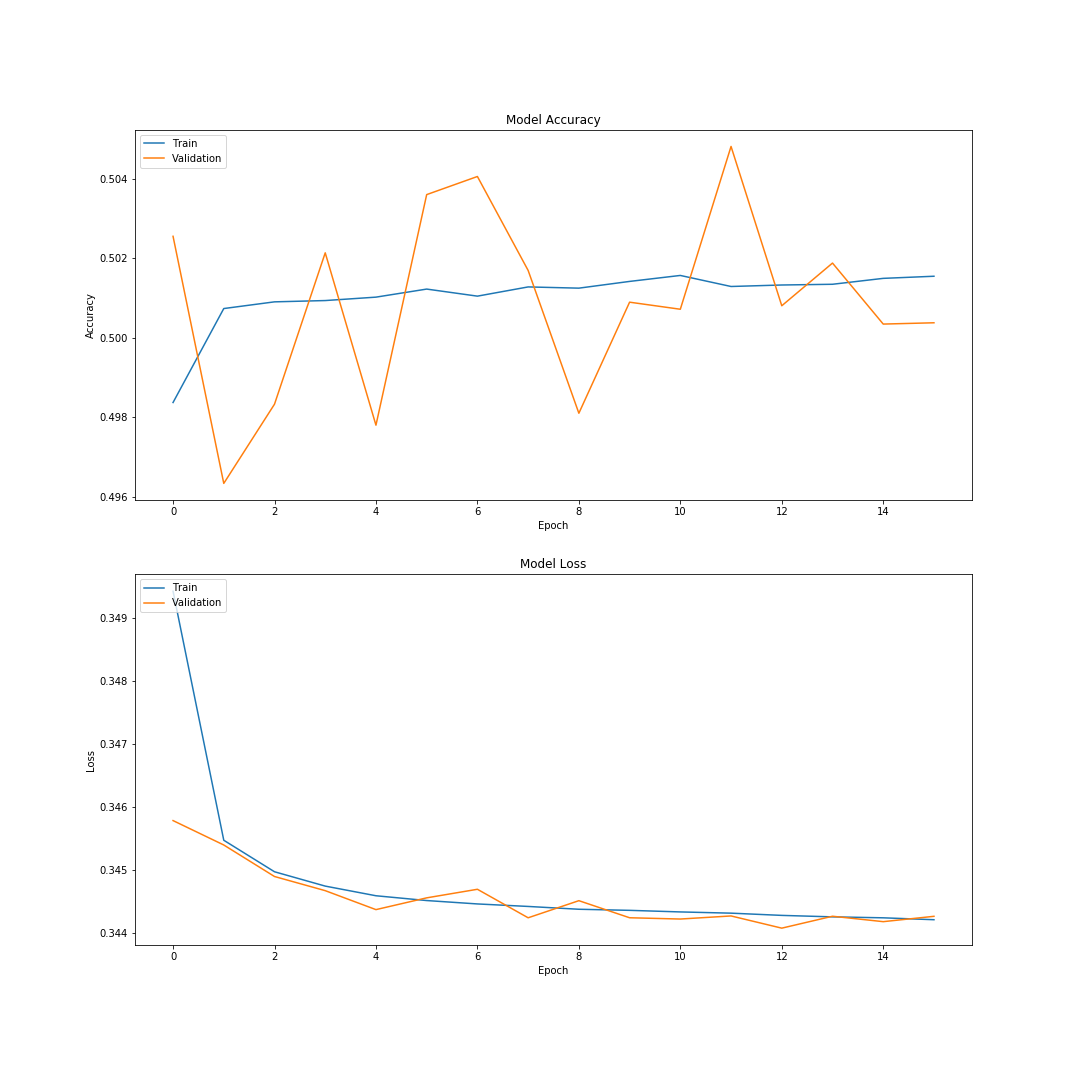 Model Accuracy
Train
Validation
0.504
0.502
0.500
0.498
0.496
Accuracy
0 2 4 6 8 10 12 14
Epoch
Model Loss
Train
Validation
0.349
0.348
0.347
0.346
0.345
0.344
Loss
0 2 4 6 8 10 12 14
Epoch